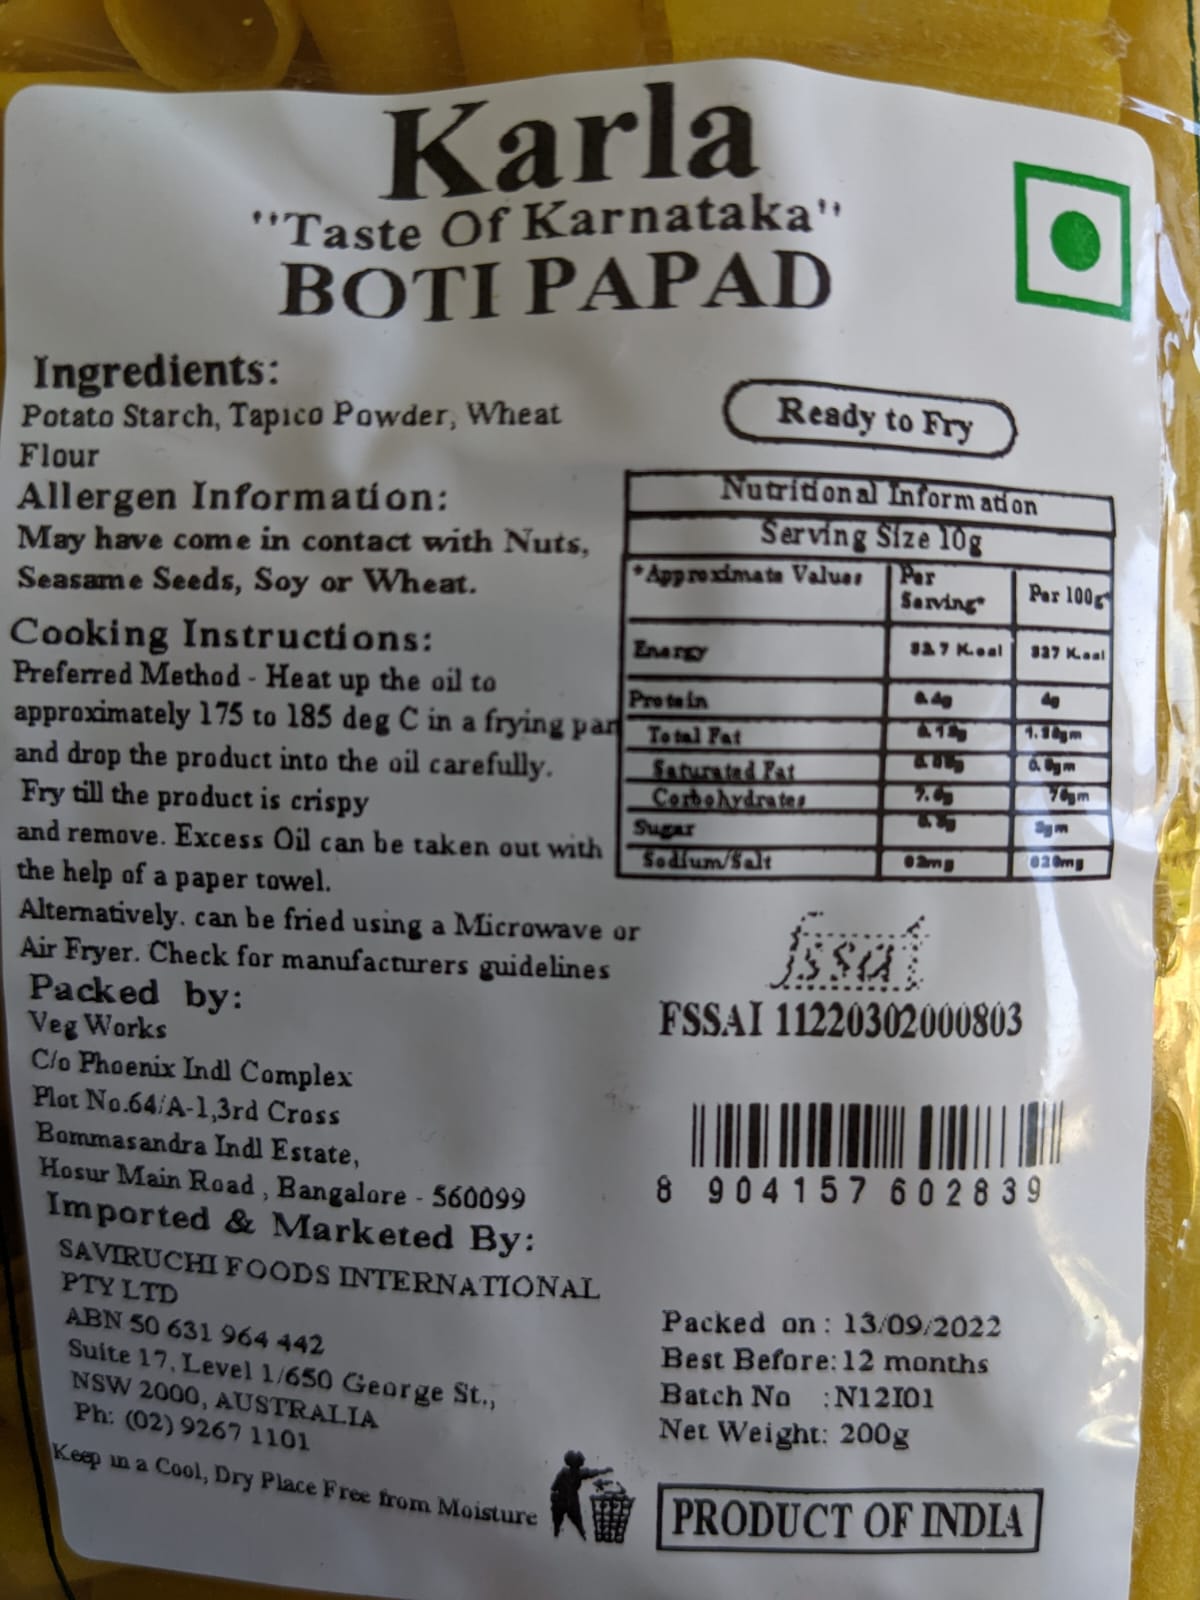 Karla
"Taste Of Karnataka"
BOTI PAPAD
Ingredients:
Potato Starch, Tapico Powder, Wheat
Flour
Allergen Information:
May have come in contact with Nuts,
Seasame Seeds, Soy or Wheat.
Cooking Instructions:
Preferred Method - Heat up the oil to
approximately 175 to 185 deg C in a frying pan
and drop the product into the oil carefully.
Fry till the product is crispy
and remove. Excess Oil can be taken out with
the help of a paper towel.
Alternatively. can be fried using a Microwave or
Air Fryer. Check for manufacturers guidelines
Packed by:
Veg Works
C/o Phoenix Indl Complex
Plot No.64/A-1,3rd Cross
Bommasandra Indl Estate,
Hosur Main Road , Bangalore - 560099
Imported & Marketed By:
SAVIRUCHI FOODS INTERNATIONAL
PTY LTD
ABN 50 631 964 442
Suite 17, Level 1/650 George St.,
NSW 2000, AUSTRALIA
Ph: (02) 9267 1101
Keep in a Cool, Dry Place Free from Moisture
Ready to Fry
Nutritional Information
Serving Size 10g
*Approximate Values Per Serving* Per 100g*
Energy Kcal 327 Kcal
Protein 0.4g 4g
Total Fat
Saturated Fat
Corbohydrates 7.6g 76gm
Sugar
Sodium/Salt 02mg 020mg
fssai
FSSAI 11220302000803
8 904157 602839
Packed on : 13/09/2022
Best Before: 12 months
Batch No : N12I01
Net Weight: 200g
PRODUCT OF INDIA